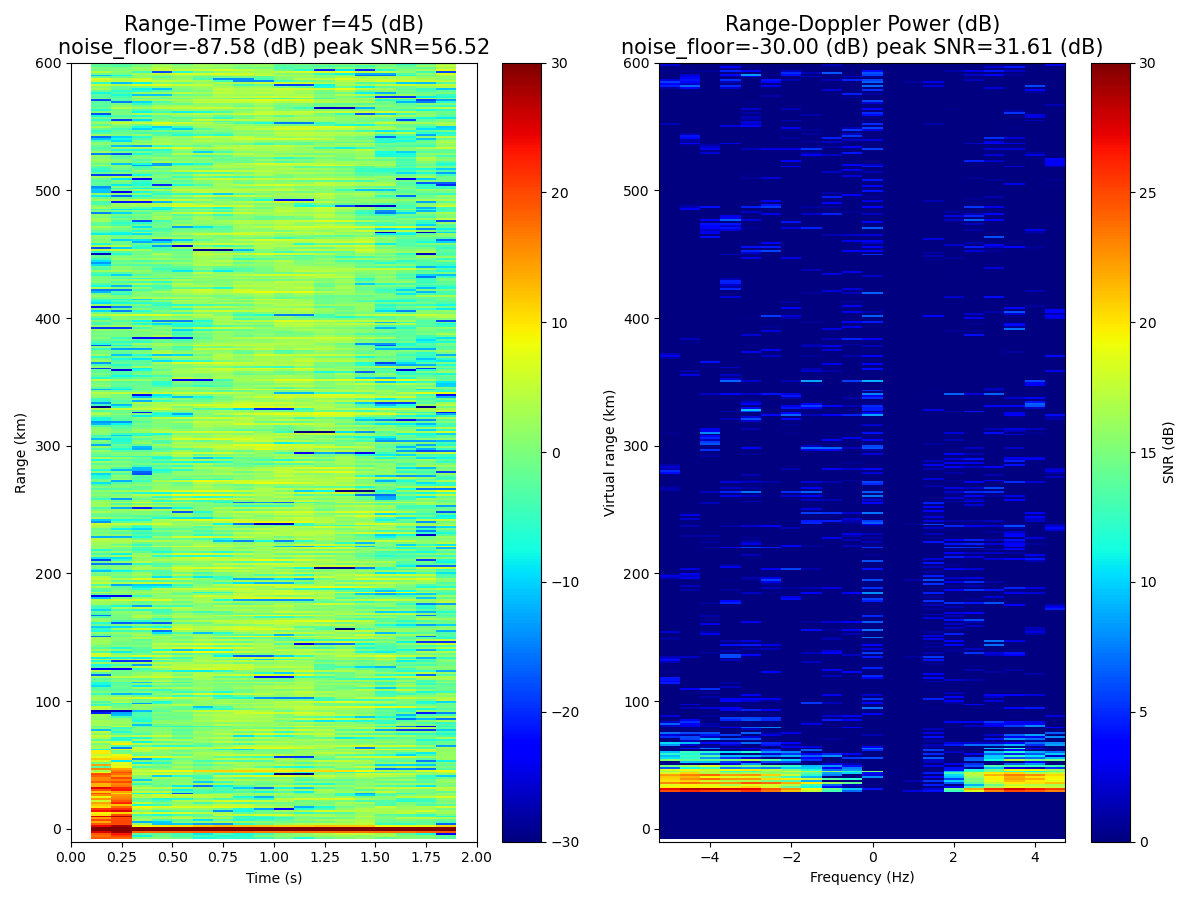 Range-Time Power f=45 (dB)
noise_floor=-87.58 (dB) peak SNR=56.52
Range (km)
600
500
400
300
200
100
0
0.00 0.25 0.50 0.75 1.00 1.25 1.50 1.75 2.00
Time (s)
30
20
10
0
−10
−20
−30
Range-Doppler Power (dB)
noise_floor=-30.00 (dB) peak SNR=31.61 (dB)
Virtual range (km)
600
500
400
300
200
100
0
−4 −2 0 2 4
Frequency (Hz)
30
25
20
15
10
5
0
SNR (dB)